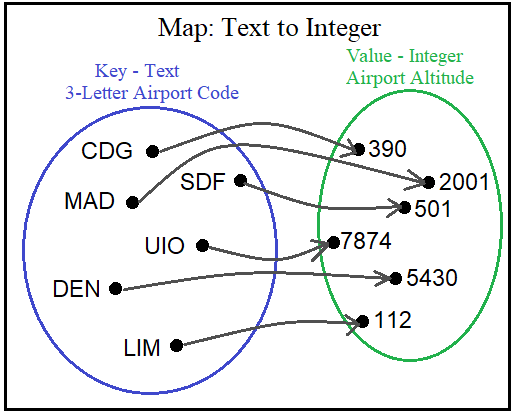 Map: Text to Integer
Key - Text
3-Letter Airport Code
Value - Integer
Airport Altitude
CDG
MAD
SDF
UIO
DEN
LIM
390
2001
501
7874
5430
112